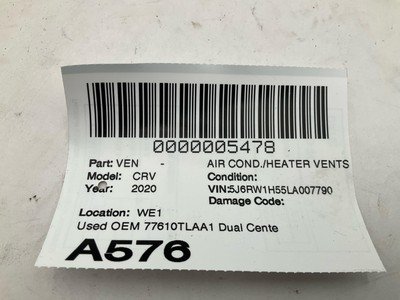 0000005478
Part: VEN - AIR COND./HEATER VENTS
Model: CRV Condition:
Year: 2020 VIN:5J6RW1H55LA007790
Damage Code:
Location: WE1
Used OEM 77610TLAA1 Dual Cente
A576